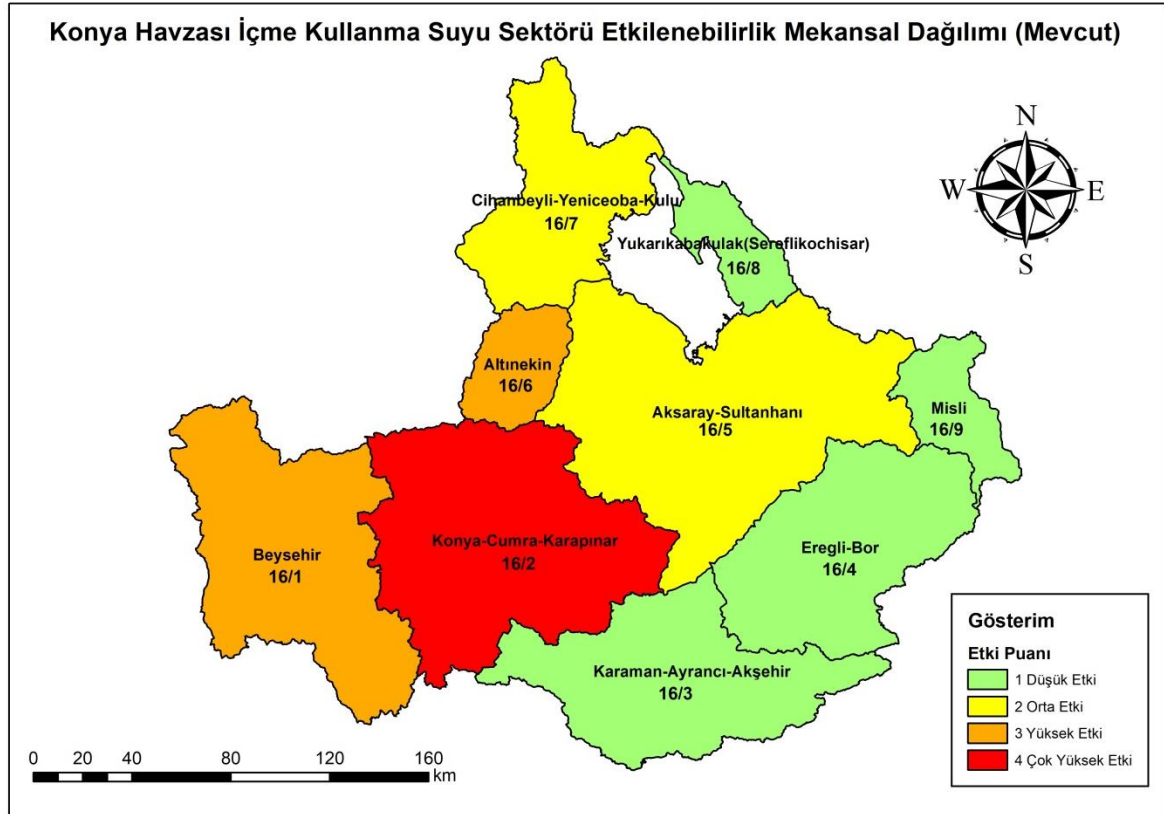 Konya Havzası İçme Kullanma Suyu Sektörü Etkilenebilirlik Mekansal Dağılımı (Mevcut)
N
W
E
S
Cihanbeyli-Yeniceoba-Kulu
16/7
Yukarıkabakulak(Sereflikochisar)
16/8
Altınekin
16/6
Aksaray-Sultanhanı
16/5
Misli
16/9
Konya-Cumra-Karapınar
16/2
Eregli-Bor
16/4
Beysehir
16/1
Karaman-Ayrancı-Akşehir
16/3
Gösterim
Etki Puanı
1 Düşük Etki
2 Orta Etki
3 Yüksek Etki
4 Çok Yüksek Etki
0 20 40 80 120 160
km